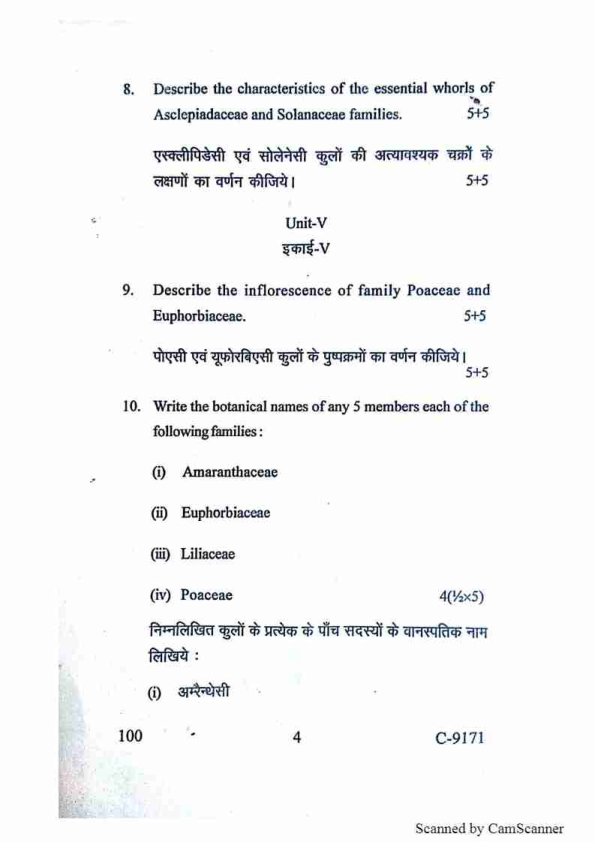 8. Describe the characteristics of the essential whorls of
Asclepiadaceae and Solanaceae families. 5+5
एस्क्लीपिडेसी एवं सोलेनेसी कुलों की अत्यावश्यक चक्रों के
लक्षणों का वर्णन कीजिये। 5+5
Unit-V
इकाई-V
9. Describe the inflorescence of family Poaceae and
Euphorbiaceae. 5+5
पोएसी एवं यूफोरबिएसी कुलों के पुष्पक्रमों का वर्णन कीजिये।
5+5
10. Write the botanical names of any 5 members each of the
following families :
(i) Amaranthaceae
(ii) Euphorbiaceae
(iii) Liliaceae
(iv) Poaceae 4(½×5)
निम्नलिखित कुलों के प्रत्येक के पाँच सदस्यों के वानस्पतिक नाम
लिखिये :
(i) अम्रैन्थेसी
100 4 C-9171
Scanned by CamScanner